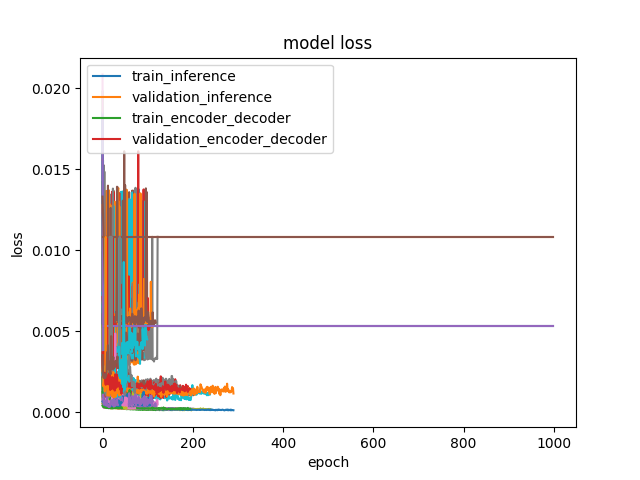 model loss
train_inference
validation_inference
train_encoder_decoder
validation_encoder_decoder
0.020
0.015
0.010
0.005
0.000
loss
0 200 400 600 800 1000
epoch